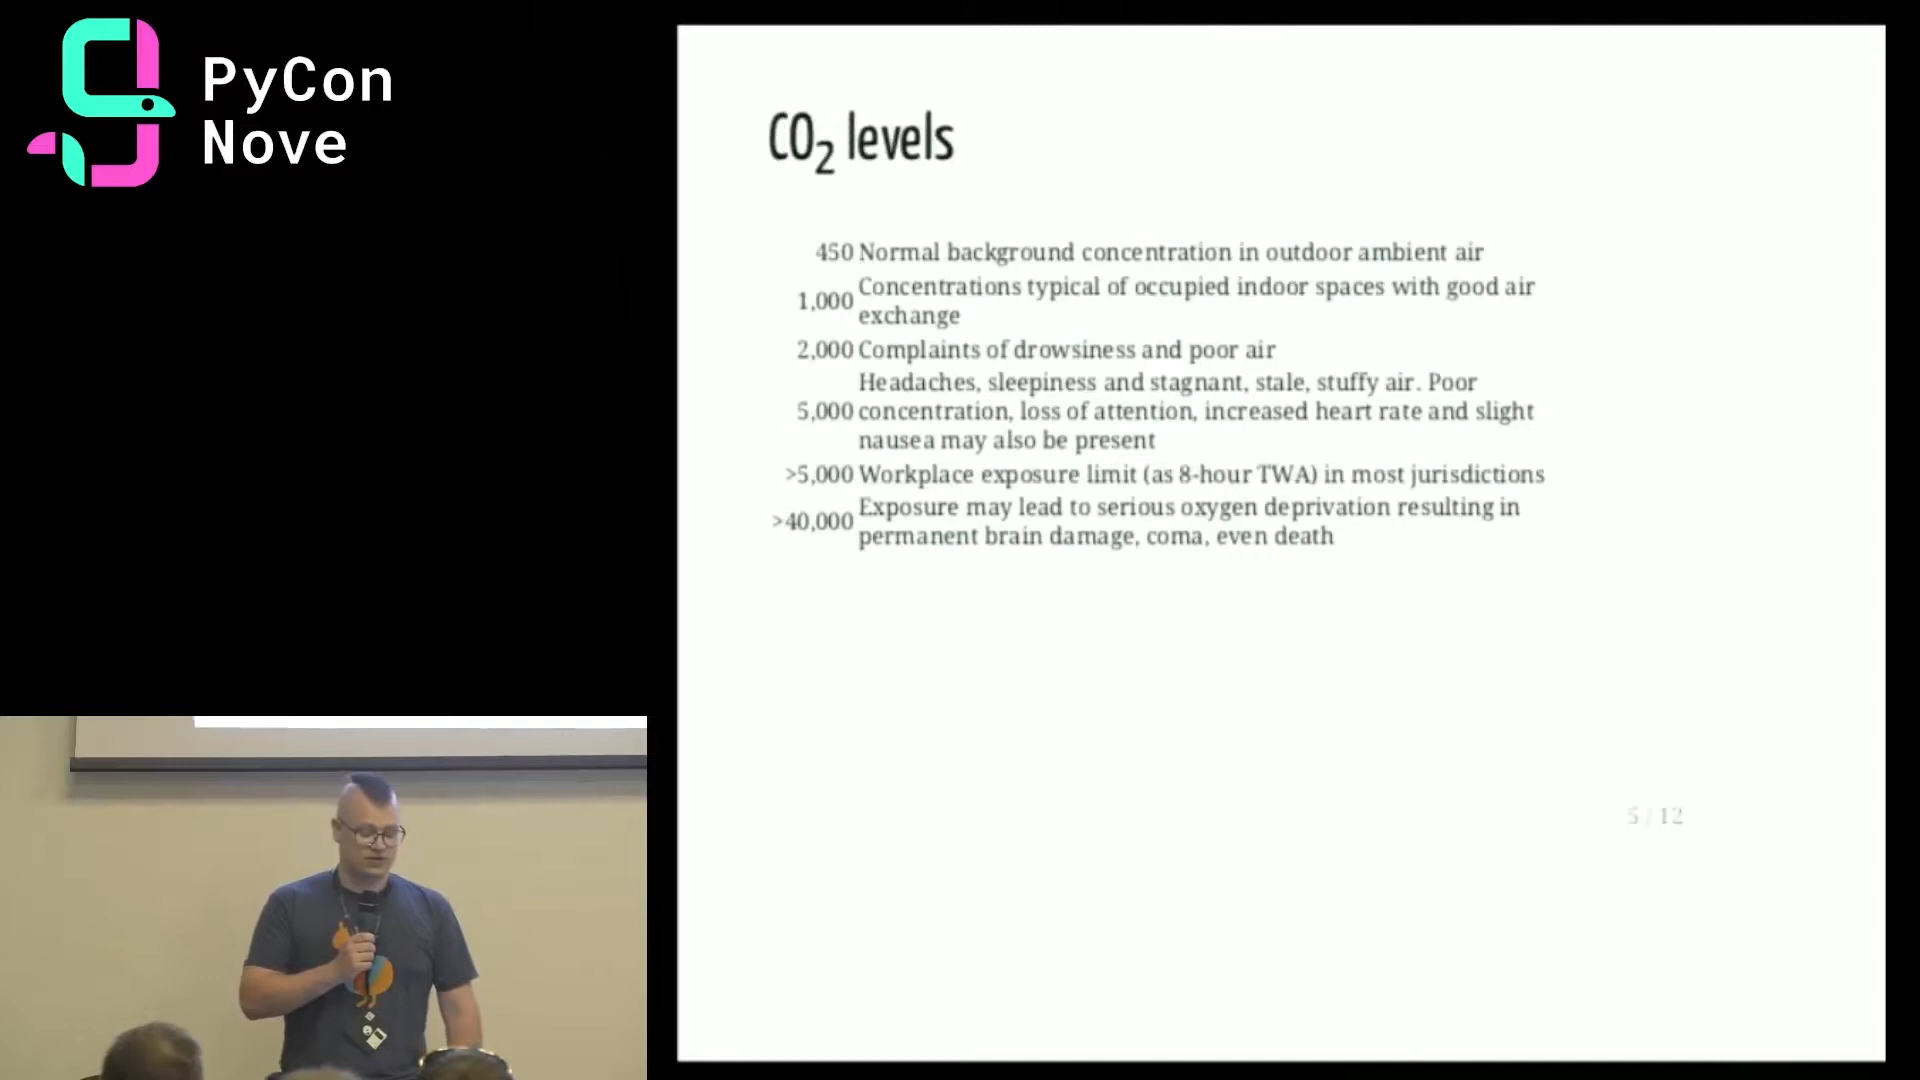 PyCon
Nove
CO₂ levels
450 Normal background concentration in outdoor ambient air
1,000 Concentrations typical of occupied indoor spaces with good air
exchange
2,000 Complaints of drowsiness and poor air
Headaches, sleepiness and stagnant, stale, stuffy air. Poor
5,000 concentration, loss of attention, increased heart rate and slight
nausea may also be present
>5,000 Workplace exposure limit (as 8-hour TWA) in most jurisdictions
>40,000 Exposure may lead to serious oxygen deprivation resulting in
permanent brain damage, coma, even death
5 / 12